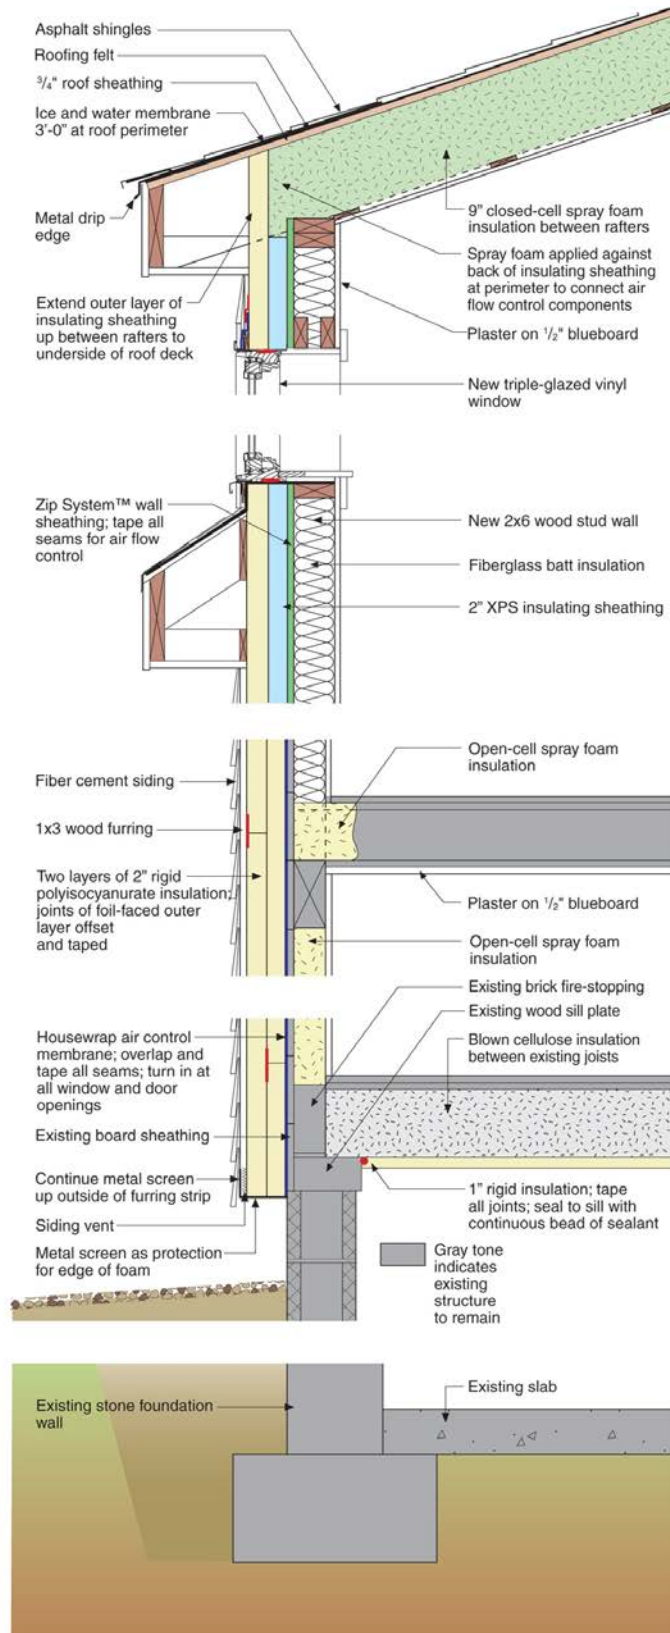 Asphalt shingles
Roofing felt
3/4" roof sheathing
Ice and water membrane
3'-0" at roof perimeter
Metal drip
edge
Extend outer layer of
insulating sheathing
up between rafters to
underside of roof deck
9" closed-cell spray foam
insulation between rafters
Spray foam applied against
back of insulating sheathing
at perimeter to connect air
flow control components
Plaster on 1/2" blueboard
New triple-glazed vinyl
window
Zip System™ wall
sheathing; tape all
seams for air flow
control
New 2x6 wood stud wall
Fiberglass batt insulation
2" XPS insulating sheathing
Fiber cement siding
1x3 wood furring
Two layers of 2" rigid
polyisocyanurate insulation;
joints of foil-faced outer
layer offset
and taped
Open-cell spray foam
insulation
Plaster on 1/2" blueboard
Open-cell spray foam
insulation
Existing brick fire-stopping
Existing wood sill plate
Blown cellulose insulation
between existing joists
Housewrap air control
membrane; overlap and
tape all seams; turn in at
all window and door
openings
Existing board sheathing
Continue metal screen
up outside of furring strip
Siding vent
Metal screen as protection
for edge of foam
1" rigid insulation; tape
all joints; seal to sill with
continuous bead of sealant
Gray tone
indicates
existing
structure
to remain
Existing stone foundation
wall
Existing slab